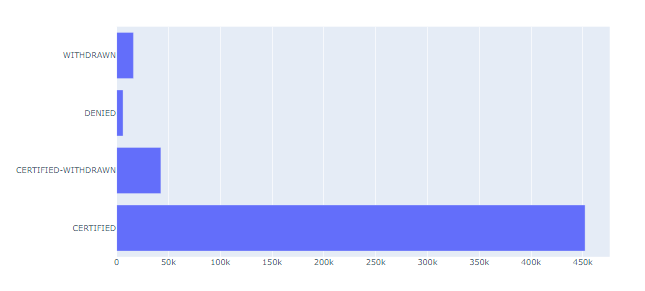 WITHDRAWN
DENIED
CERTIFIED-WITHDRAWN
CERTIFIED
0 50k 100k 150k 200k 250k 300k 350k 400k 450k